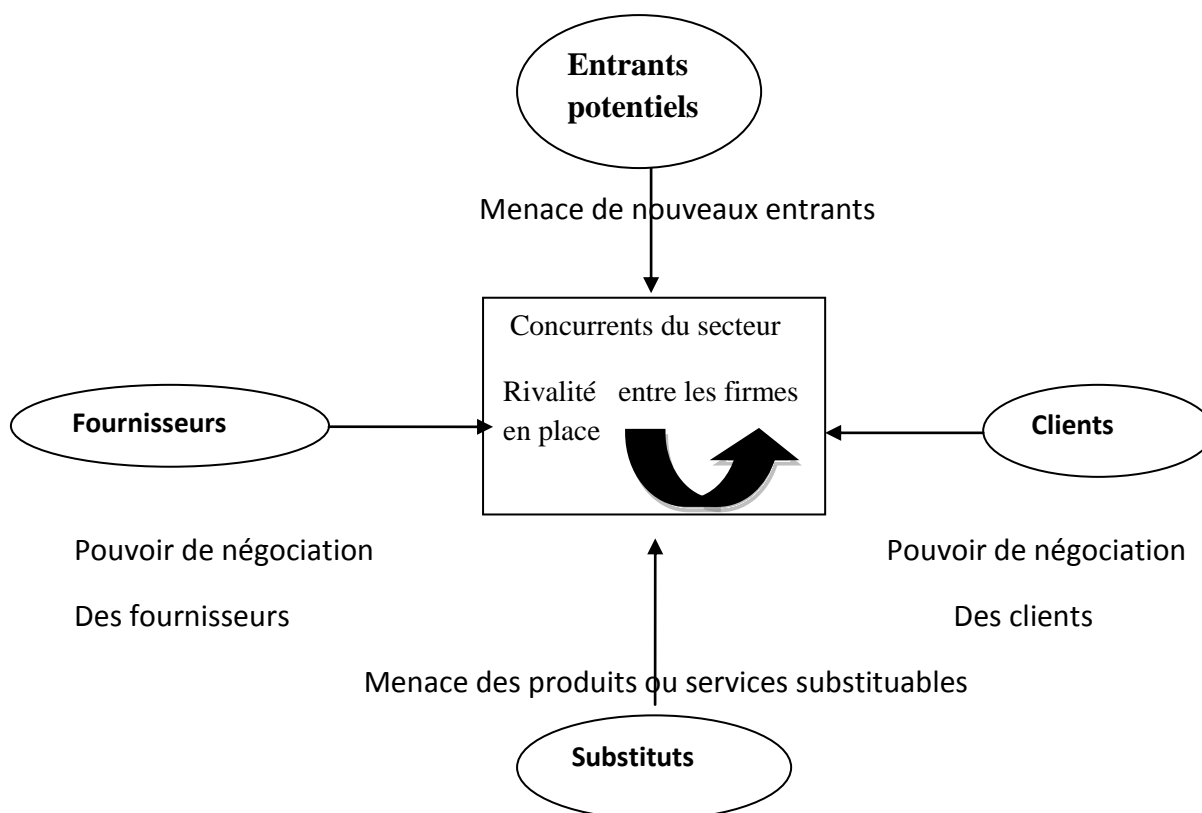 Entrants
potentiels
Menace de nouveaux entrants
Concurrents du secteur
Rivalité entre les firmes
en place
Fournisseurs
Clients
Pouvoir de négociation
Des fournisseurs
Pouvoir de négociation
Des clients
Menace des produits ou services substituables
Substituts